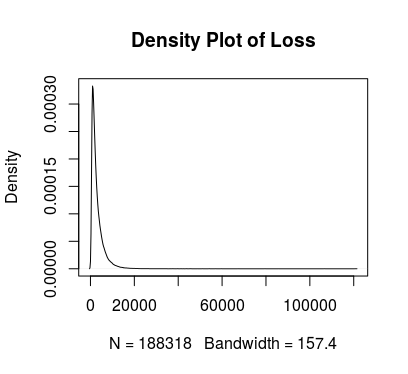 Density Plot of Loss
Density
0.00030
0.00015
0.00000
0 20000 60000 100000
N = 188318 Bandwidth = 157.4